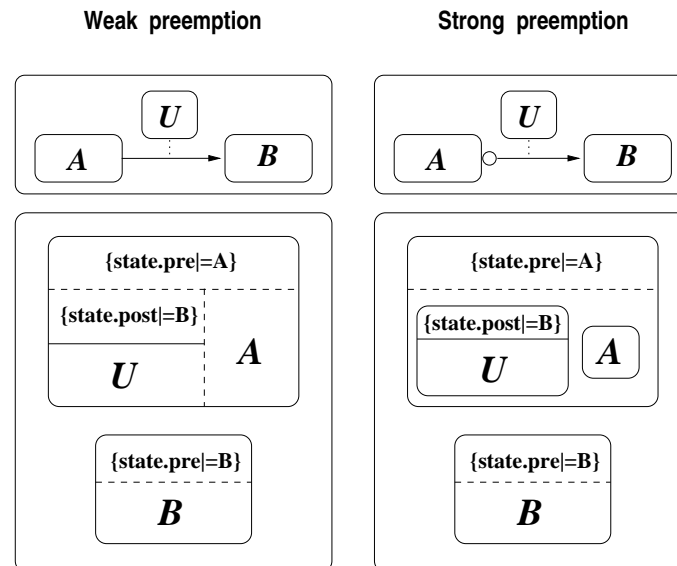 Weak preemption
Strong preemption
U
A
B
U
A
B
{state.pre|=A}
{state.post|=B}
U
A
{state.pre|=B}
B
{state.pre|=A}
{state.post|=B}
U
A
{state.pre|=B}
B